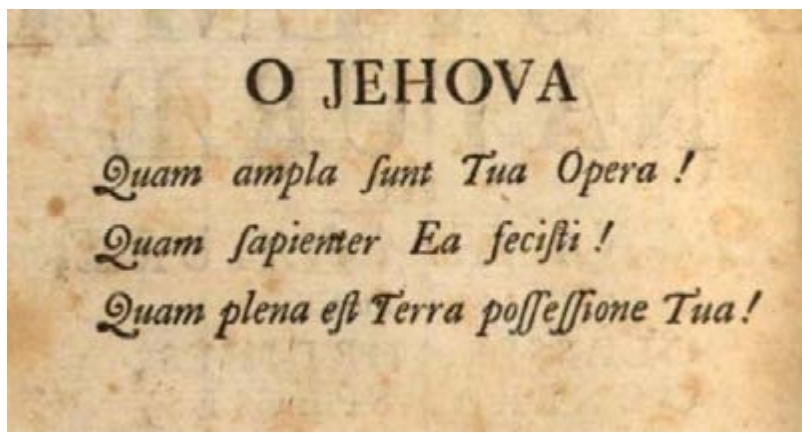 O JEHOVA
Quam ampla ſunt Tua Opera !
Quam ſapienter Ea feciſti !
Quam plena eſt Terra poſſeſſione Tua !